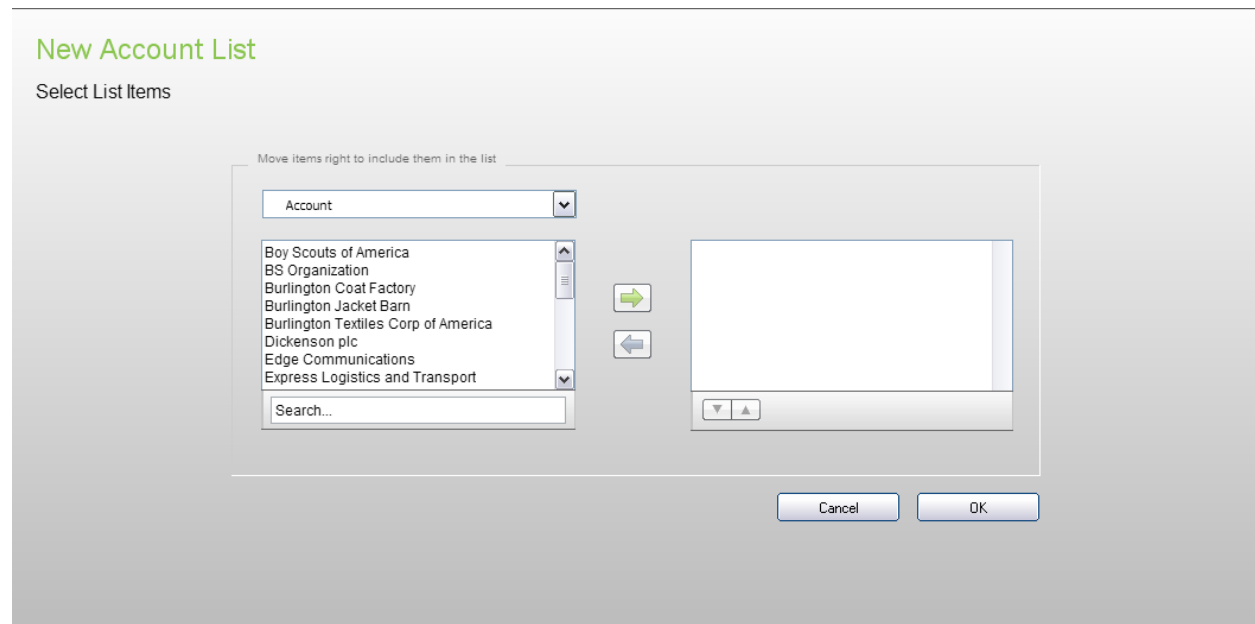 New Account List
Select List Items
Move items right to include them in the list
Account
Boy Scouts of America
BS Organization
Burlington Coat Factory
Burlington Jacket Barn
Burlington Textiles Corp of America
Dickenson plc
Edge Communications
Express Logistics and Transport
Search...
Cancel
OK